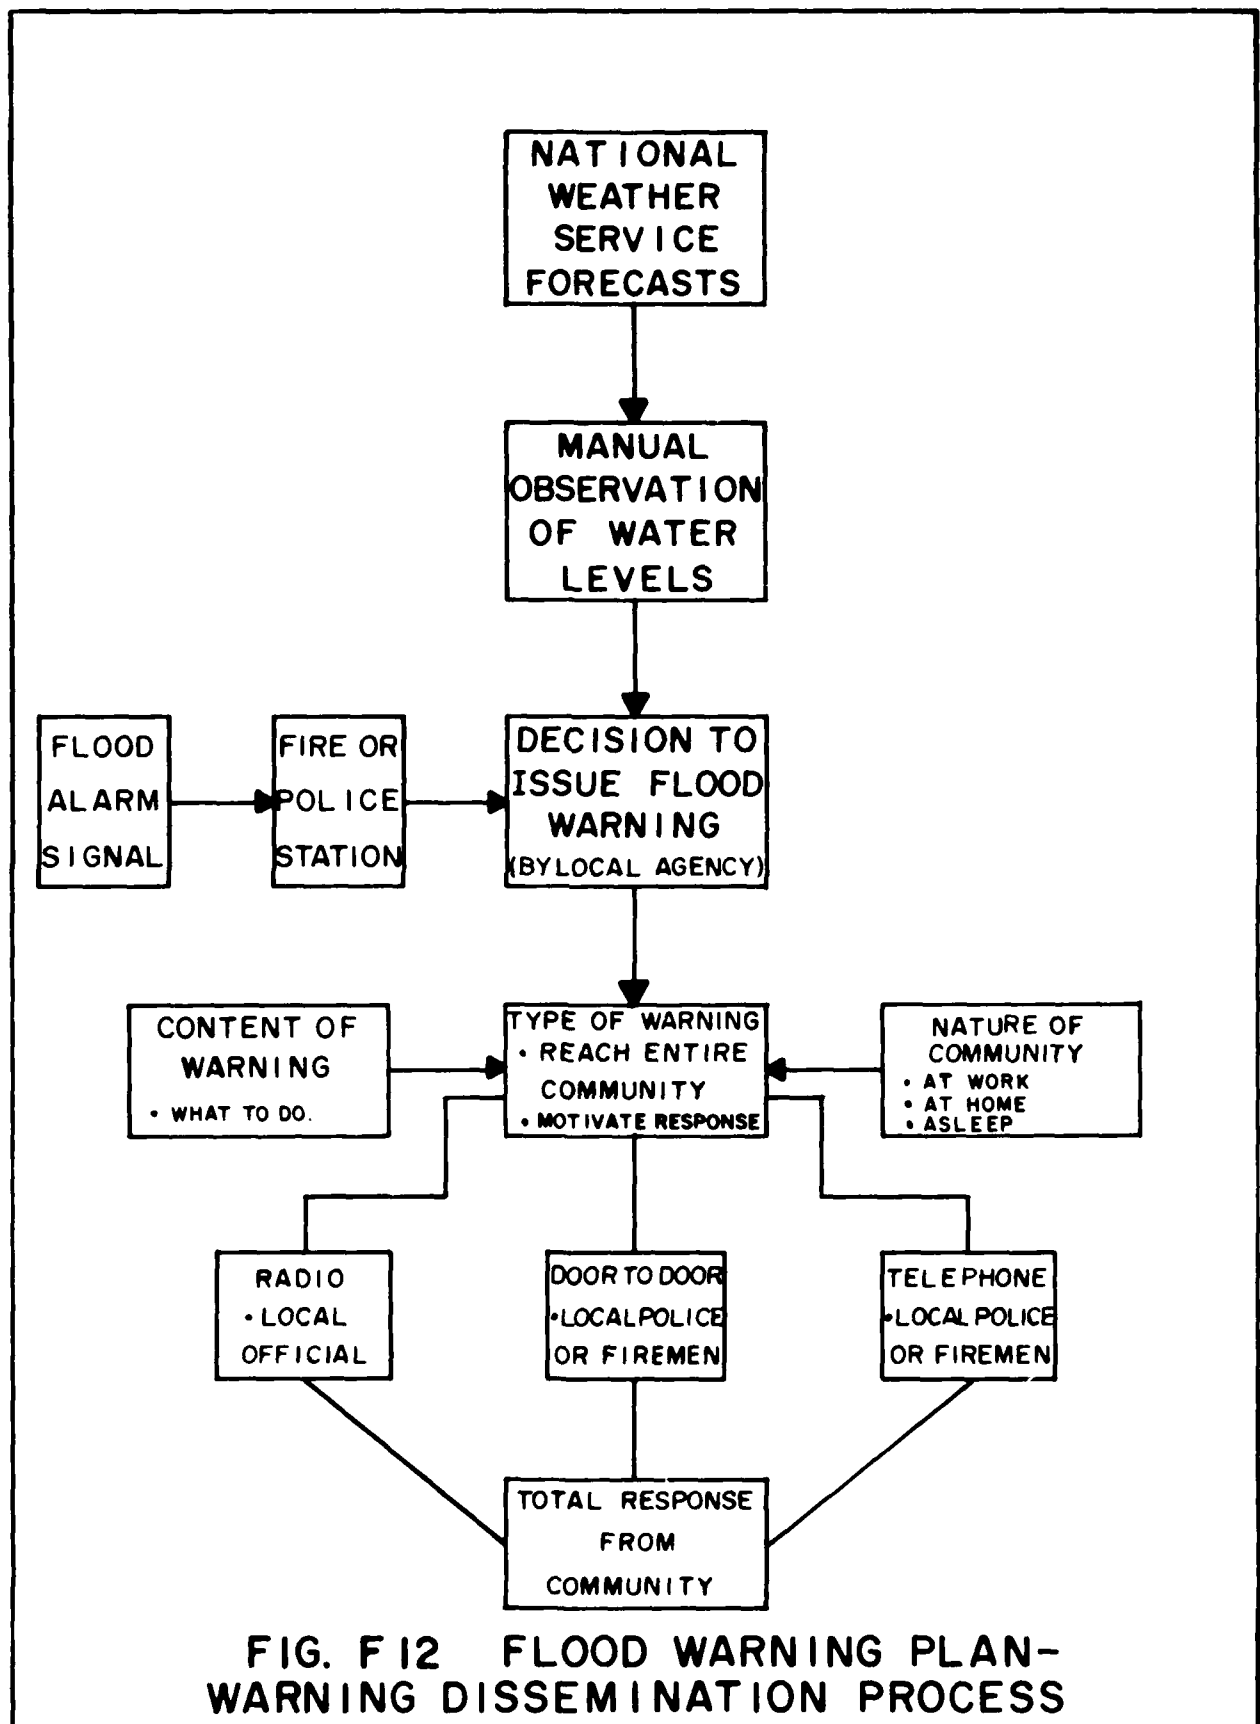 NATIONAL
WEATHER
SERVICE
FORECASTS
MANUAL
OBSERVATION
OF WATER
LEVELS
FLOOD
ALARM
SIGNAL
FIRE OR
POLICE
STATION
DECISION TO
ISSUE FLOOD
WARNING
(BY LOCAL AGENCY)
CONTENT OF
WARNING
• WHAT TO DO.
TYPE OF WARNING
• REACH ENTIRE
COMMUNITY
• MOTIVATE RESPONSE
NATURE OF
COMMUNITY
• AT WORK
• AT HOME
• ASLEEP
RADIO
• LOCAL
OFFICIAL
DOOR TO DOOR
• LOCAL POLICE
OR FIREMEN
TELEPHONE
• LOCAL POLICE
OR FIREMEN
TOTAL RESPONSE
FROM
COMMUNITY
FIG. F12 FLOOD WARNING PLAN-
WARNING DISSEMINATION PROCESS